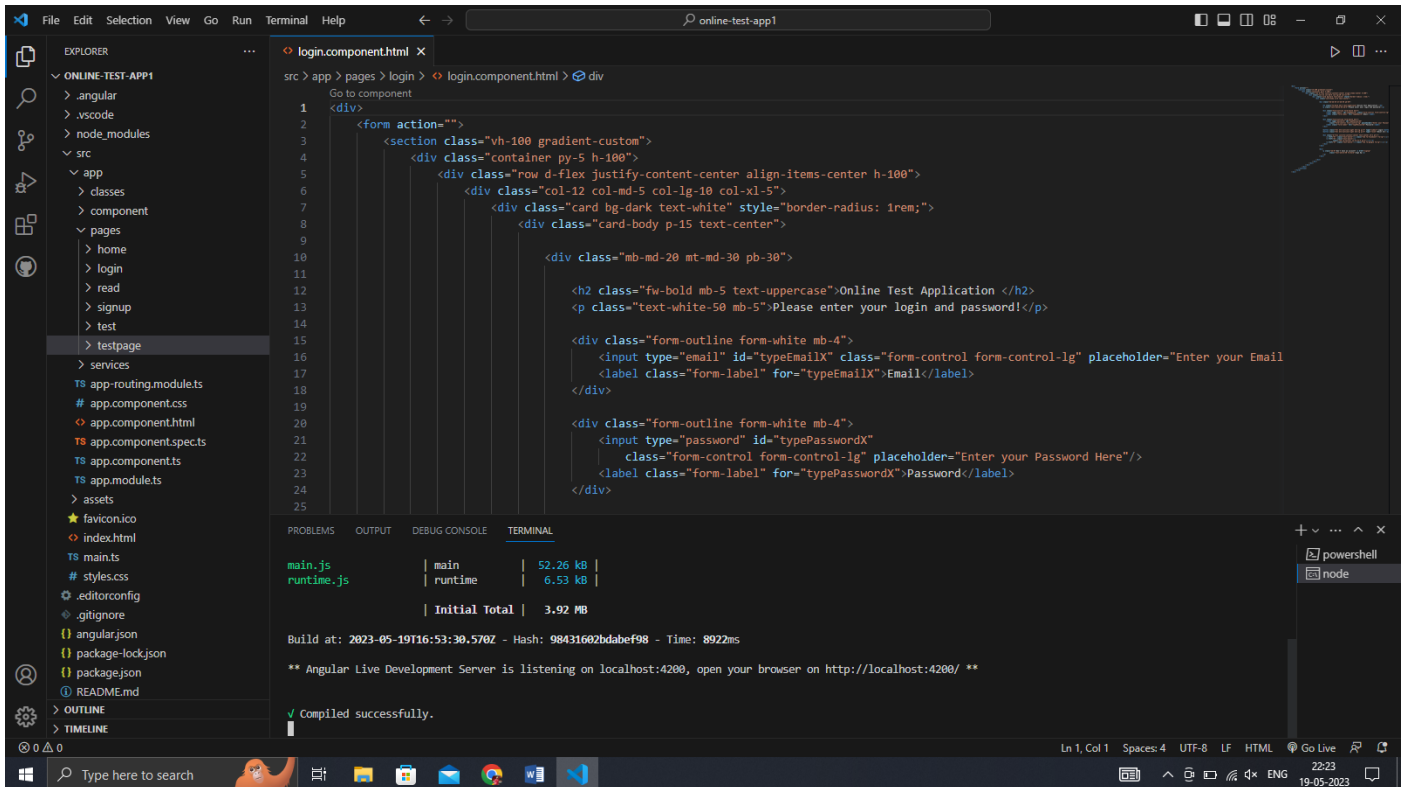 File Edit Selection View Go Run Terminal Help
online-test-app1
EXPLORER
ONLINE-TEST-APP1
.angular
.vscode
node_modules
src
app
classes
component
pages
home
login
read
signup
test
testpage
services
TS app-routing.module.ts
# app.component.css
<> app.component.html
TS app.component.spec.ts
TS app.component.ts
TS app.module.ts
assets
favicon.ico
<> index.html
TS main.ts
# styles.css
.editorconfig
.gitignore
{} angular.json
{} package-lock.json
{} package.json
README.md
OUTLINE
TIMELINE
<> login.component.html
src > app > pages > login > <> login.component.html > div
Go to component
1 <div>
2 <form action="">
3 <section class="vh-100 gradient-custom">
4 <div class="container py-5 h-100">
5 <div class="row d-flex justify-content-center align-items-center h-100">
6 <div class="col-12 col-md-5 col-lg-10 col-xl-5">
7 <div class="card bg-dark text-white" style="border-radius: 1rem;">
8 <div class="card-body p-15 text-center">
9
10 <div class="mb-md-20 mt-md-30 pb-30">
11
12 <h2 class="fw-bold mb-5 text-uppercase">Online Test Application </h2>
13 <p class="text-white-50 mb-5">Please enter your login and password!</p>
14
15 <div class="form-outline form-white mb-4">
16 <input type="email" id="typeEmailX" class="form-control form-control-lg" placeholder="Enter your Email
17 <label class="form-label" for="typeEmailX">Email</label>
18 </div>
19
20 <div class="form-outline form-white mb-4">
21 <input type="password" id="typePasswordX"
22 class="form-control form-control-lg" placeholder="Enter your Password Here"/>
23 <label class="form-label" for="typePasswordX">Password</label>
24 </div>
25
PROBLEMS OUTPUT DEBUG CONSOLE TERMINAL
powershell
node
main.js | main | 52.26 kB |
runtime.js | runtime | 6.53 kB |
| Initial Total | 3.92 MB
Build at: 2023-05-19T16:53:30.570Z - Hash: 98431602bdabef98 - Time: 8922ms
** Angular Live Development Server is listening on localhost:4200, open your browser on http://localhost:4200/ **
√ Compiled successfully.
0 0
Ln 1, Col 1 Spaces: 4 UTF-8 LF HTML Go Live
Type here to search
ENG
22:23
19-05-2023